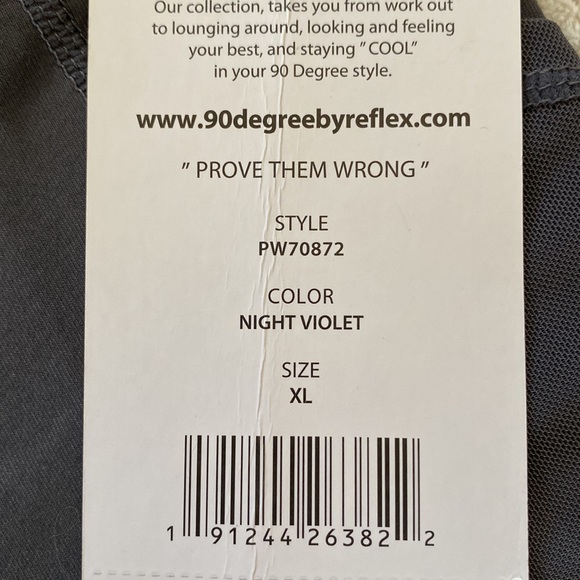 Our collection, takes you from work out
to lounging around, looking and feeling
your best, and staying "COOL"
in your 90 Degree style.
www.90degreebyreflex.com
" PROVE THEM WRONG "
STYLE
PW70872
COLOR
NIGHT VIOLET
SIZE
XL
1 91244 26382 2